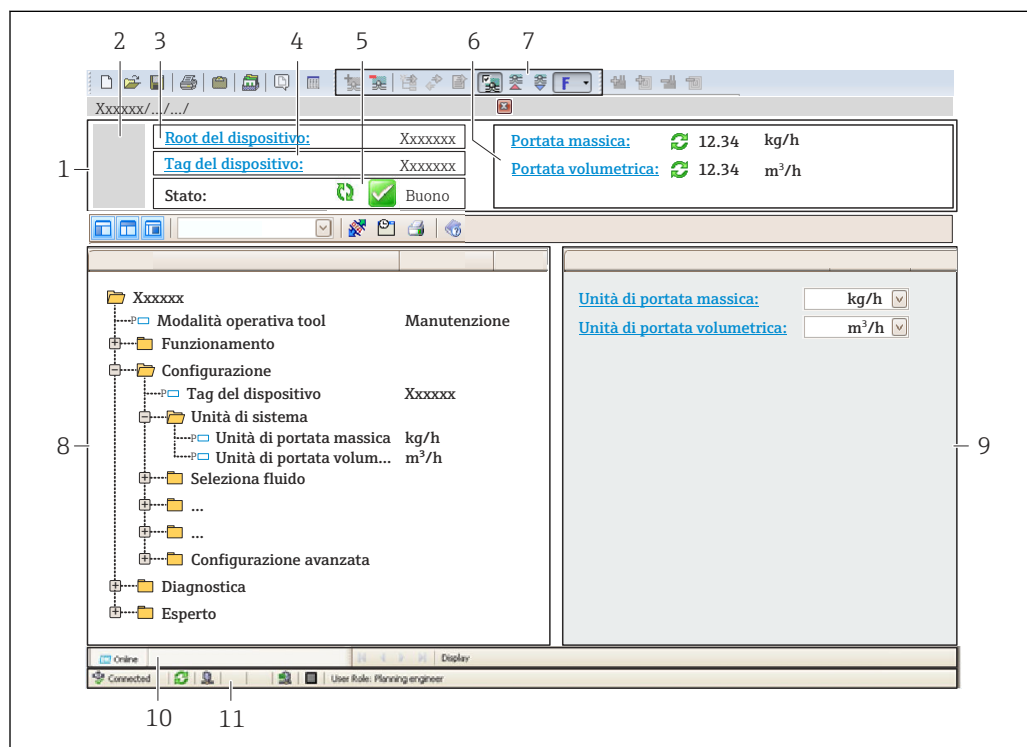 2 3 4 5 6 7
F
Xxxxxx/.../.../
1
Root del dispositivo: Xxxxxxx
Tag del dispositivo: Xxxxxxx
Stato: Buono
Portata massica: 12.34 kg/h
Portata volumetrica: 12.34 m³/h
Xxxxxx
P Modalità operativa tool Manutenzione
Funzionamento
Configurazione
P Tag del dispositivo Xxxxxx
Unità di sistema
P Unità di portata massica kg/h
P Unità di portata volum... m³/h
Seleziona fluido
...
...
Configurazione avanzata
Diagnostica
Esperto
8
Unità di portata massica: kg/h
Unità di portata volumetrica: m³/h
9
Online Display
Connected User Role: Planning engineer
10 11